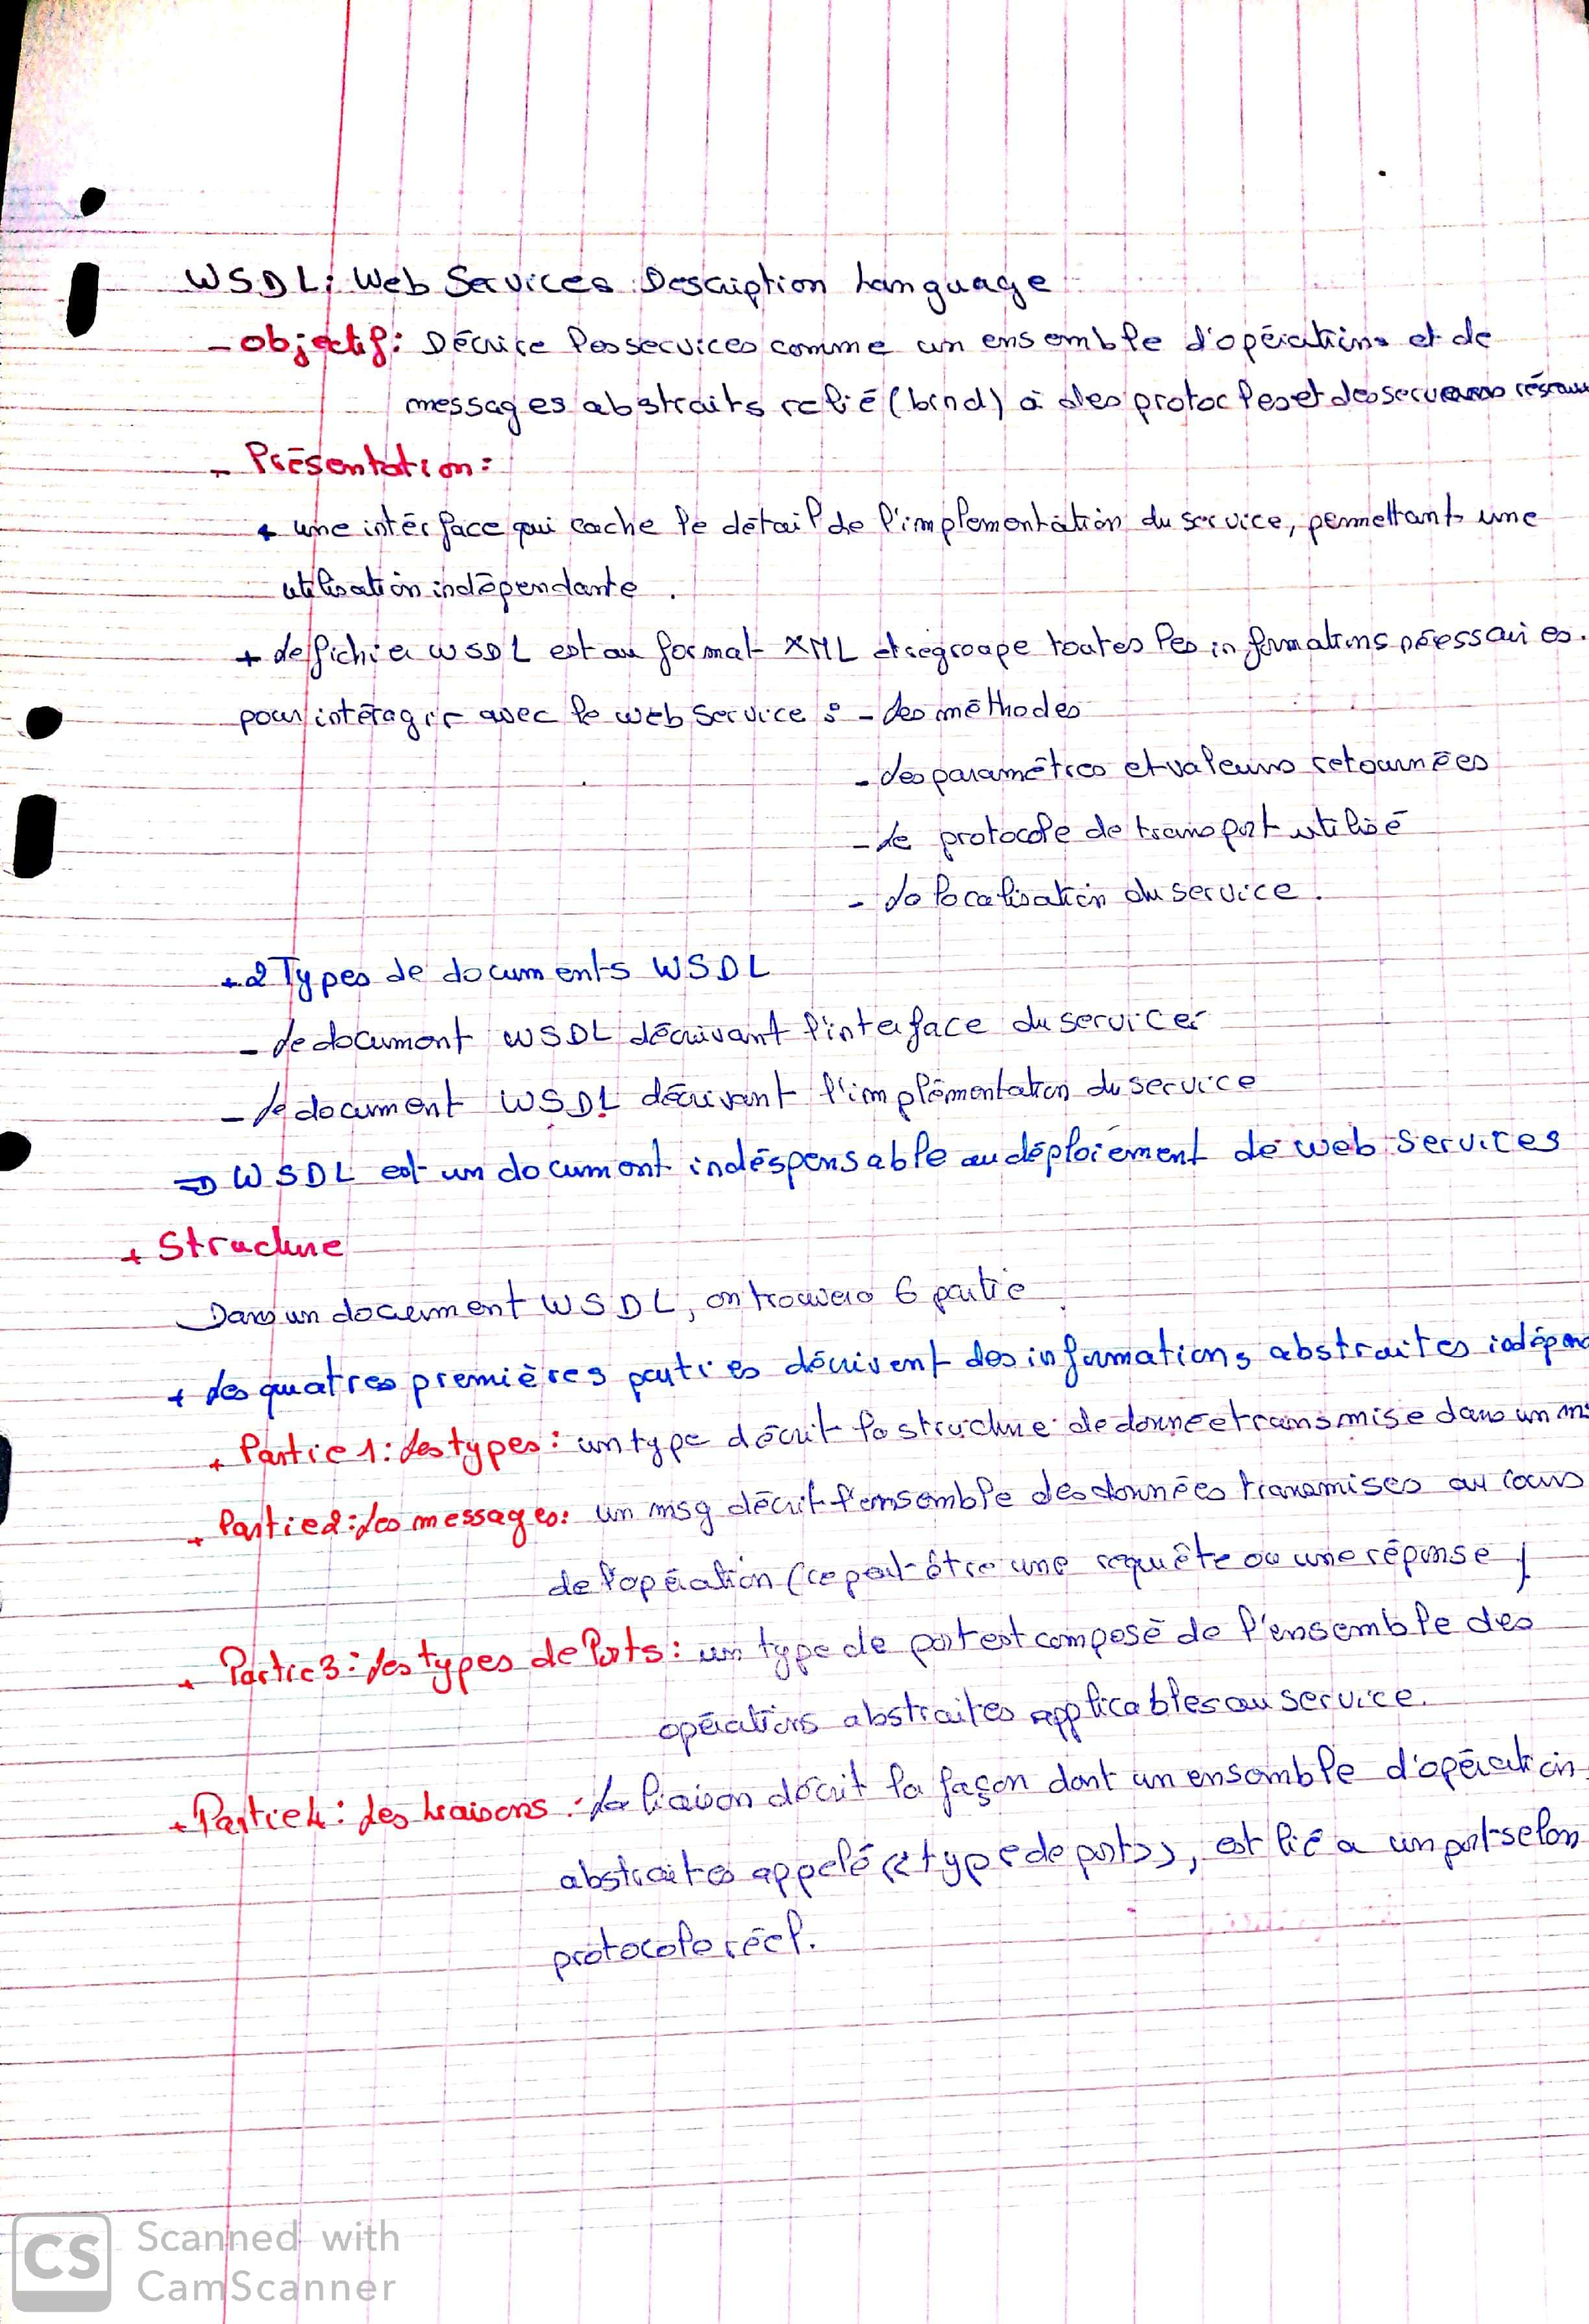 WSDL: Web Services Description Language
- Objectif: Décrire les services comme un ensemble d'opérations et de
messages abstraits relié (bind) à des protocles et des serveurs réseaux
- Présentation:
+ une intérface qui cache le détail de l'implementation du service, permettant une
utilisation indépendante.
+ Le fichier WSDL est au format XML et regroupe toutes les informations néessaires.
pour intéragir avec le web service : - Les méthodes
- Les paramétres et valeurs retournées
- Le protocole de transport utilisé
- La localisation du service.
+ 2 Types de documents WSDL
- Le document WSDL décrivant l'interface du service
- Le document WSDL décrivant l'implémentation du service
⇒ WSDL est un document indéspensable au déploiement de web services
+ Structure
Dans un document WSDL, on trouvera 6 partie
+ Les quatres premières parties décrivent des informations abstraites indépen
+ Partie 1: Les types: un type décrit la structure de donnée transmise dans un m
+ Partie 2: Les messages: un msg décrit l'ensemble des données transmises au cours
de l'opération (ce peut-être une requête ou une réponse)
+ Partie 3: Les types de Ports: un type de port est composé de l'ensemble des
opérations abstraites applicables au service.
+ Partie 4: Les liaisons: La liaison décrit la façon dont un ensemble d'opération
abstraites appelé << type de port>>, est lié a un port selon
protocole réel.
CS Scanned with
CamScanner